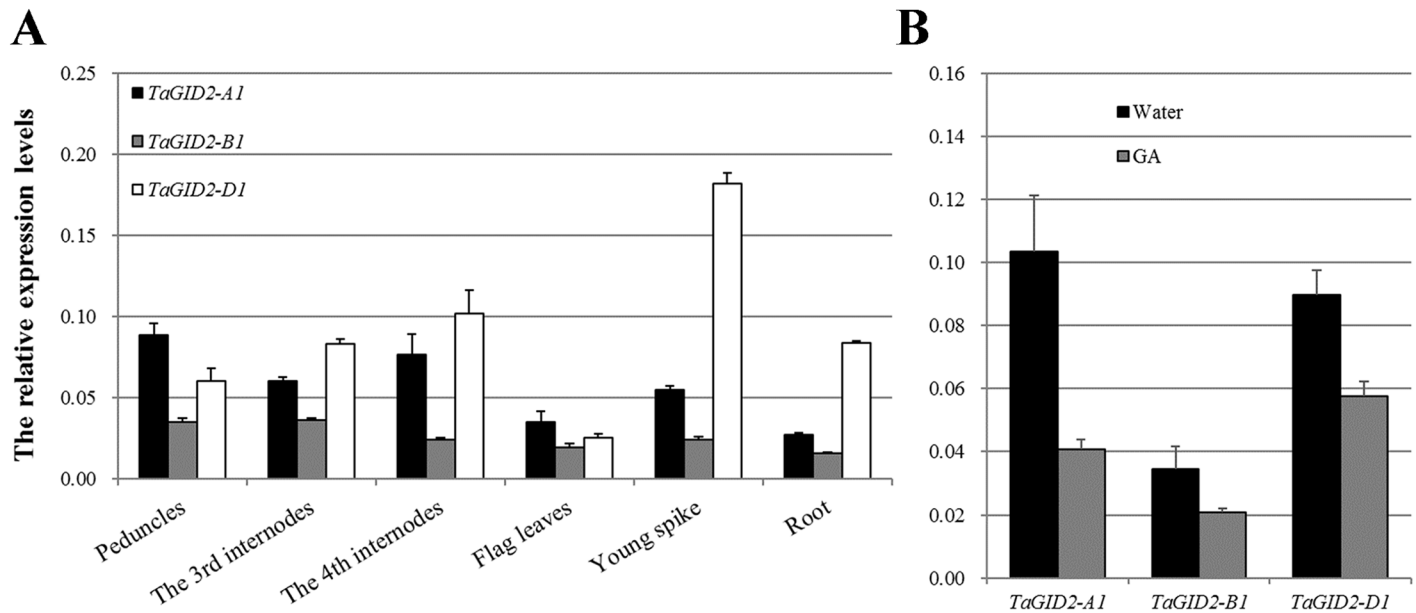 A
B
The relative expression levels
0.25
0.20
0.15
0.10
0.05
0.00
TaGID2-A1
TaGID2-B1
TaGID2-D1
Peduncles
The 3rd internodes
The 4th internodes
Flag leaves
Young spike
Root
0.16
0.14
0.12
0.10
0.08
0.06
0.04
0.02
0.00
Water
GA
TaGID2-A1
TaGID2-B1
TaGID2-D1